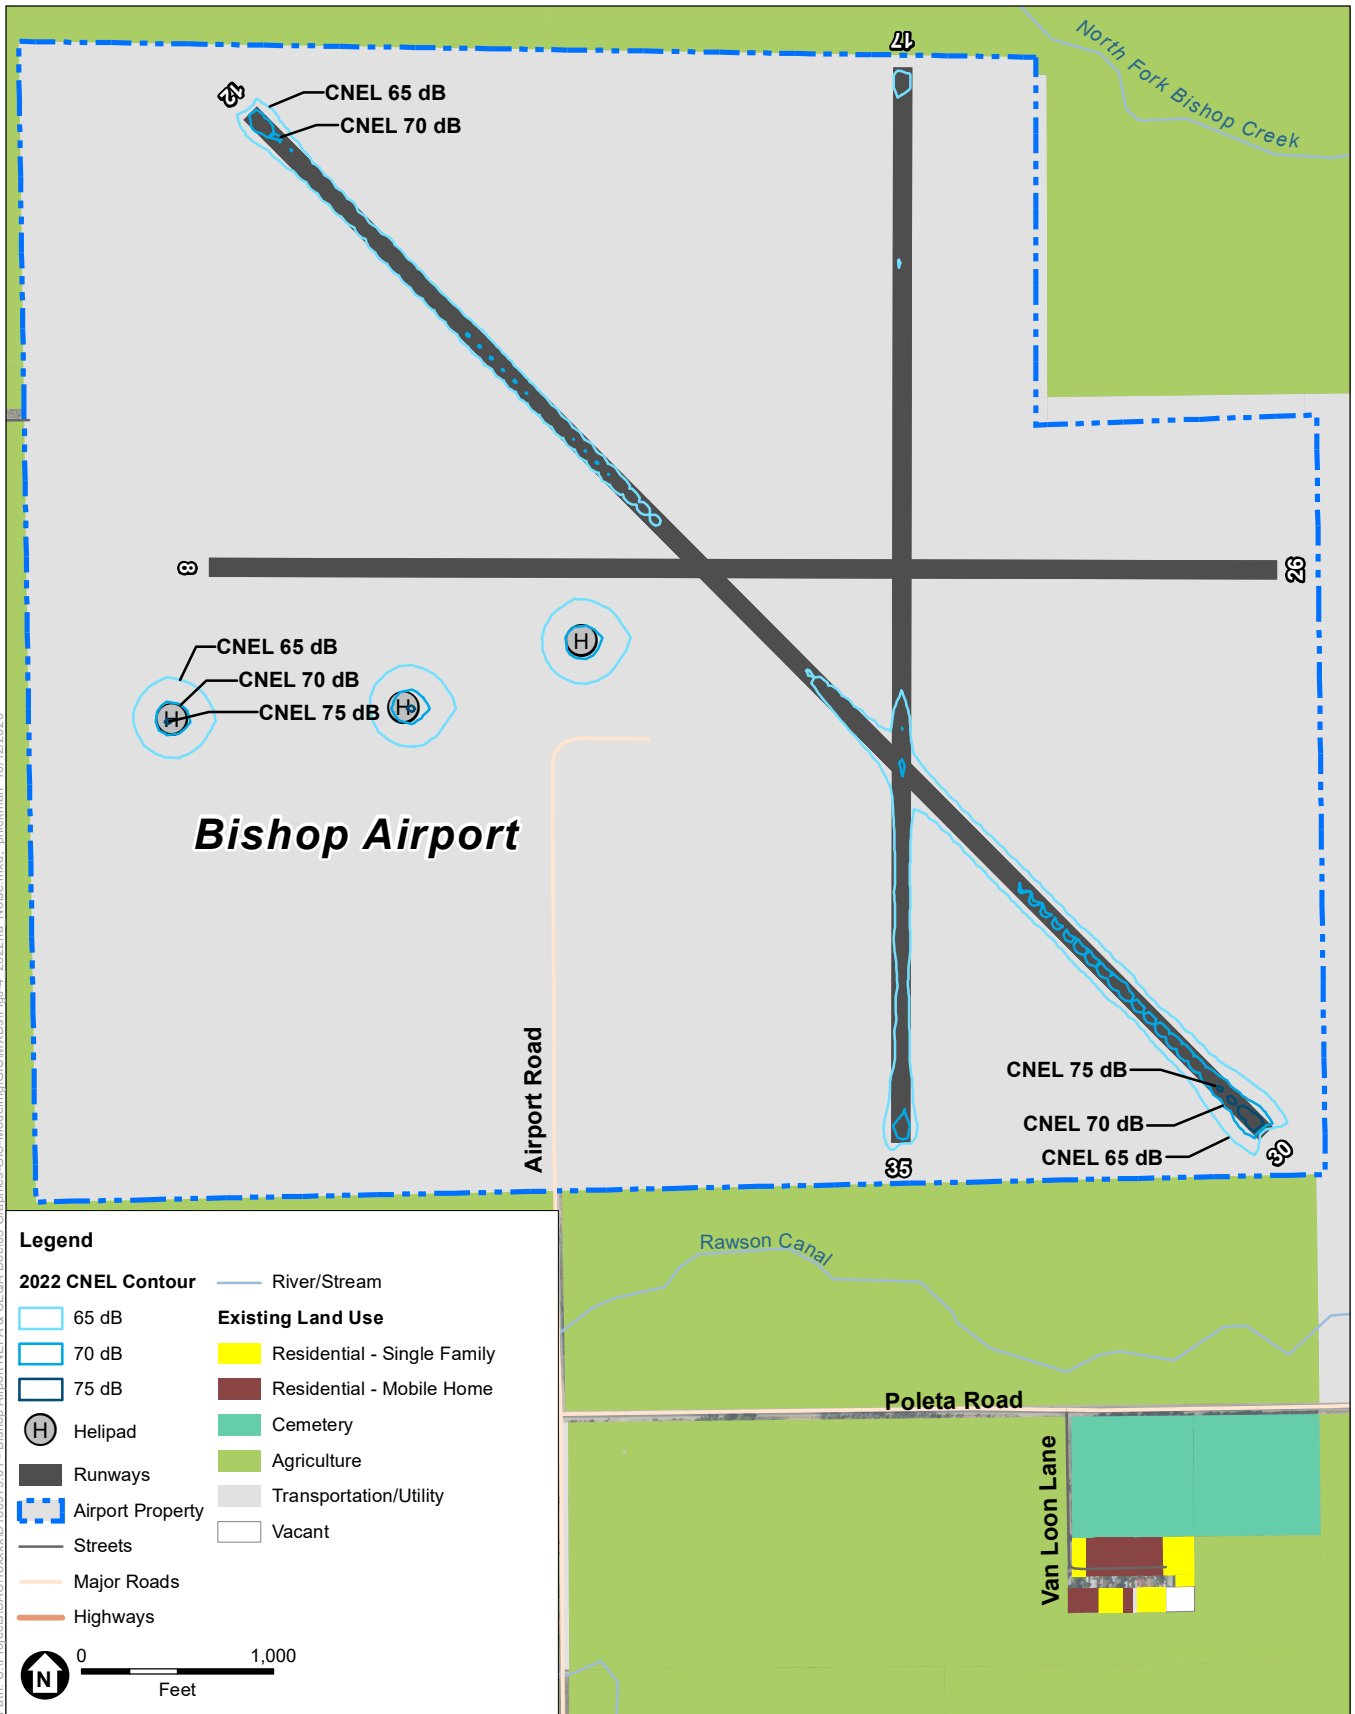 North Fork Bishop Creek
17
12
CNEL 65 dB
CNEL 70 dB
8
26
H
CNEL 65 dB
CNEL 70 dB
CNEL 75 dB
H
H
Bishop Airport
Airport Road
CNEL 75 dB
CNEL 70 dB
CNEL 65 dB
35
30
Rawson Canal
Poleta Road
Van Loon Lane
Legend
2022 CNEL Contour
65 dB
70 dB
75 dB
H Helipad
Runways
Airport Property
Streets
Major Roads
Highways
River/Stream
Existing Land Use
Residential - Single Family
Residential - Mobile Home
Cemetery
Agriculture
Transportation/Utility
Vacant
N
0 1,000
Feet